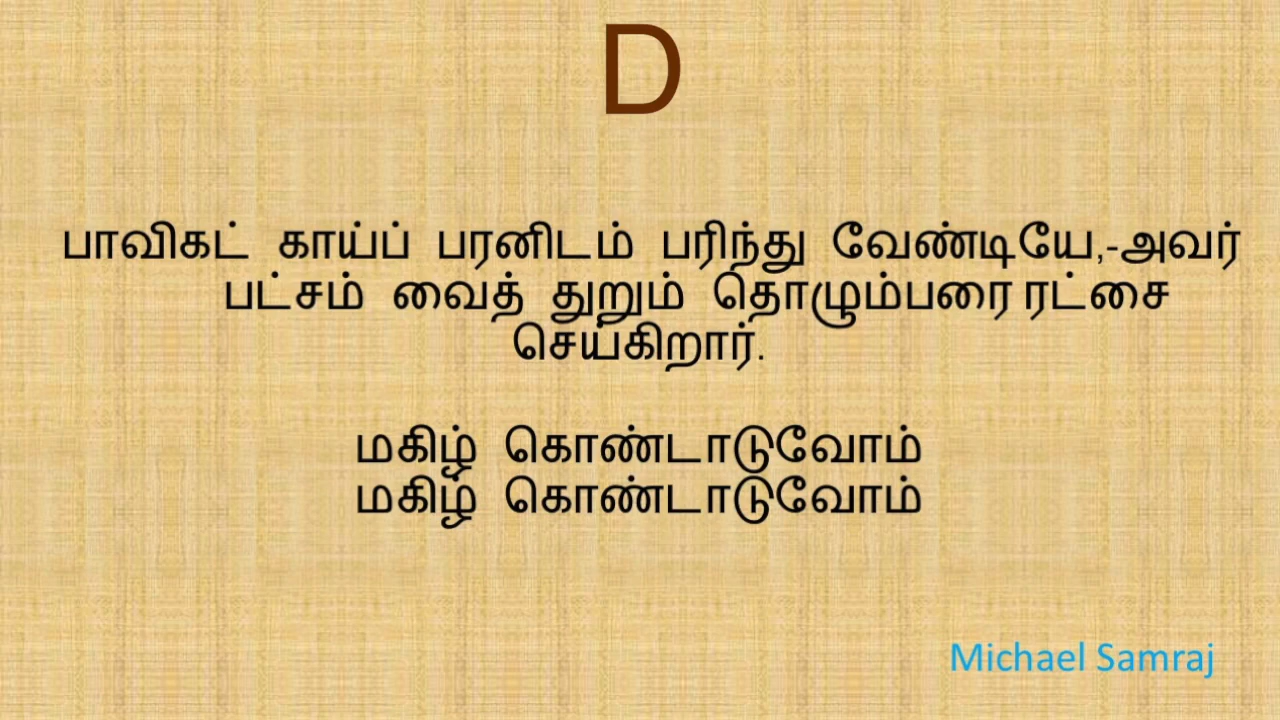 D
பாவிகட் காய்ப் பரனிடம் பரிந்து வேண்டியே,-அவர்
பட்சம் வைத் துறும் தொழும்பரை ரட்சை
செய்கிறார்.
மகிழ் கொண்டாடுவோம்
மகிழ் கொண்டாடுவோம்
Michael Samraj